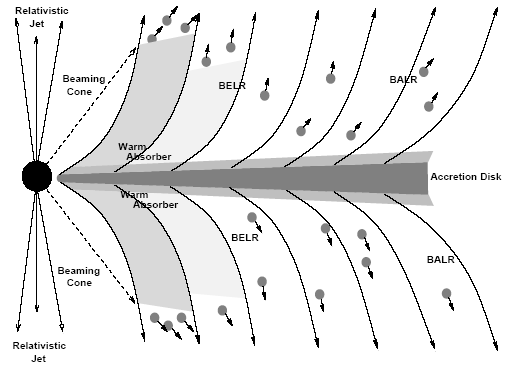 Relativistic
Jet
Beaming
Cone
BELR
BALR
Warm
Absorber
Accretion Disk
Warm
Absorber
BELR
BALR
Beaming
Cone
Relativistic
Jet